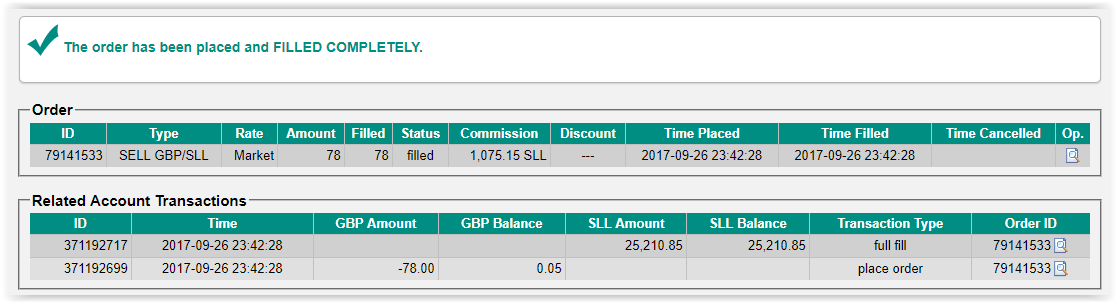 The order has been placed and FILLED COMPLETELY.
Order
ID Type Rate Amount Filled Status Commission Discount Time Placed Time Filled Time Cancelled Op.
79141533 SELL GBP/SLL Market 78 78 filled 1,075.15 SLL --- 2017-09-26 23:42:28 2017-09-26 23:42:28
Related Account Transactions
ID Time GBP Amount GBP Balance SLL Amount SLL Balance Transaction Type Order ID
371192717 2017-09-26 23:42:28 25,210.85 25,210.85 full fill 79141533
371192699 2017-09-26 23:42:28 -78.00 0.05 place order 79141533